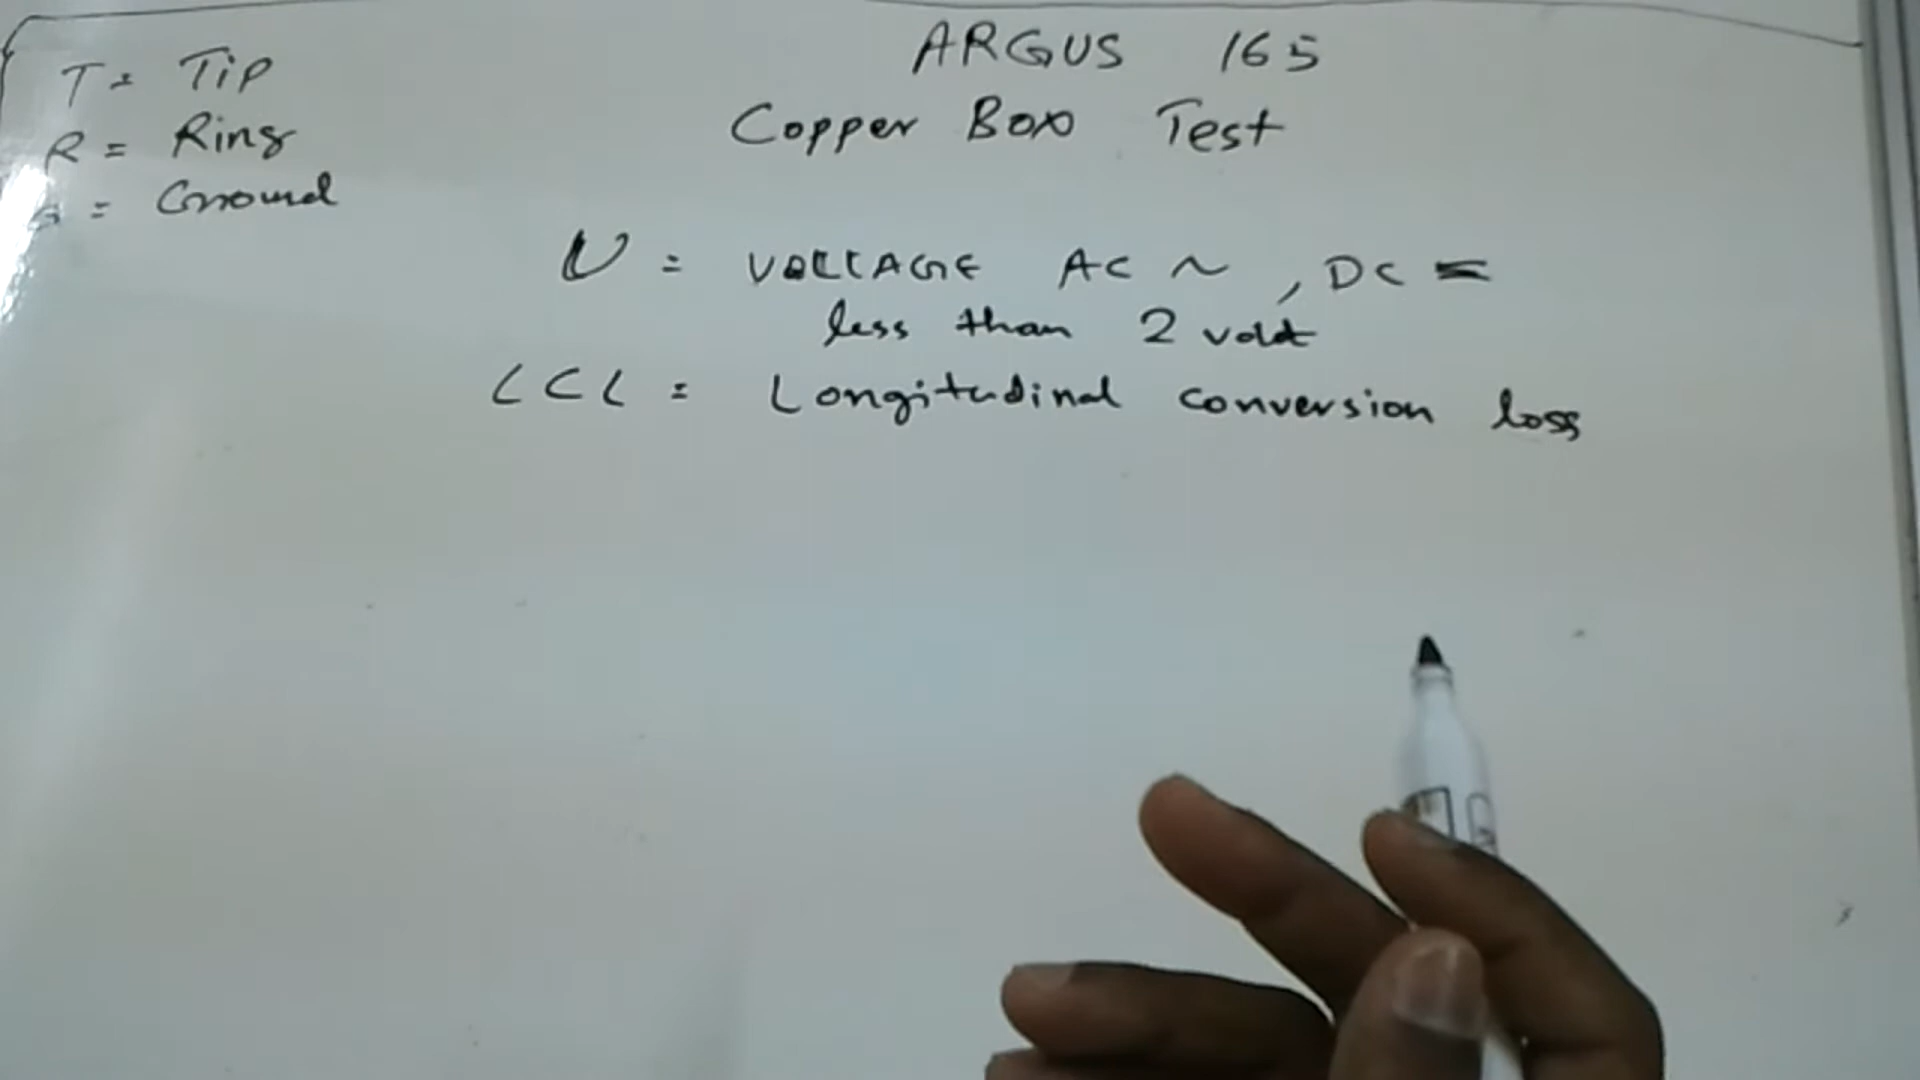 ARGUS 165
Copper Box Test
T = Tip
R = Ring
G = Ground
U = VOLTAGE AC ~ , DC =
less than 2 volt
LCL = Longitudinal conversion loss